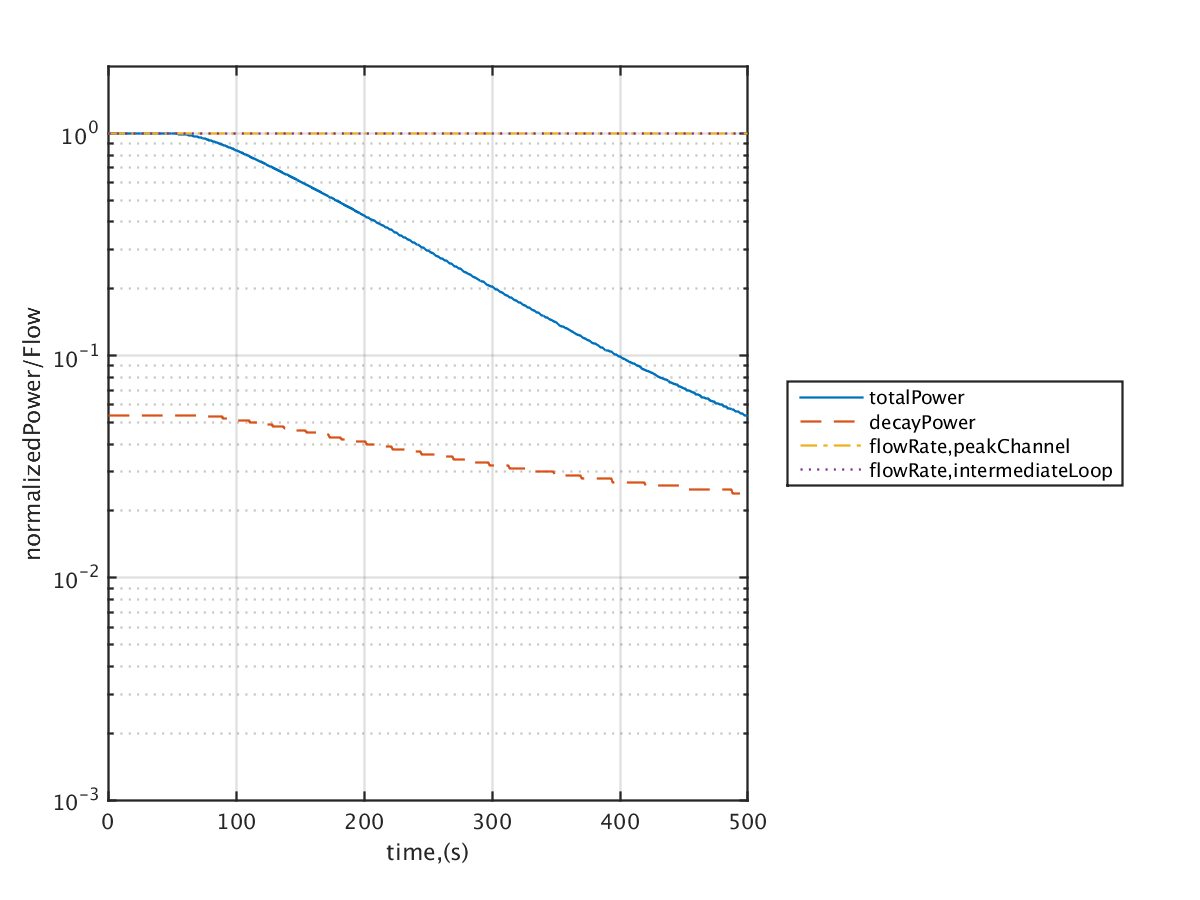 10^0
10^-1
10^-2
10^-3
normalizedPower/Flow
0 100 200 300 400 500
time,(s)
totalPower
decayPower
flowRate,peakChannel
flowRate,intermediateLoop